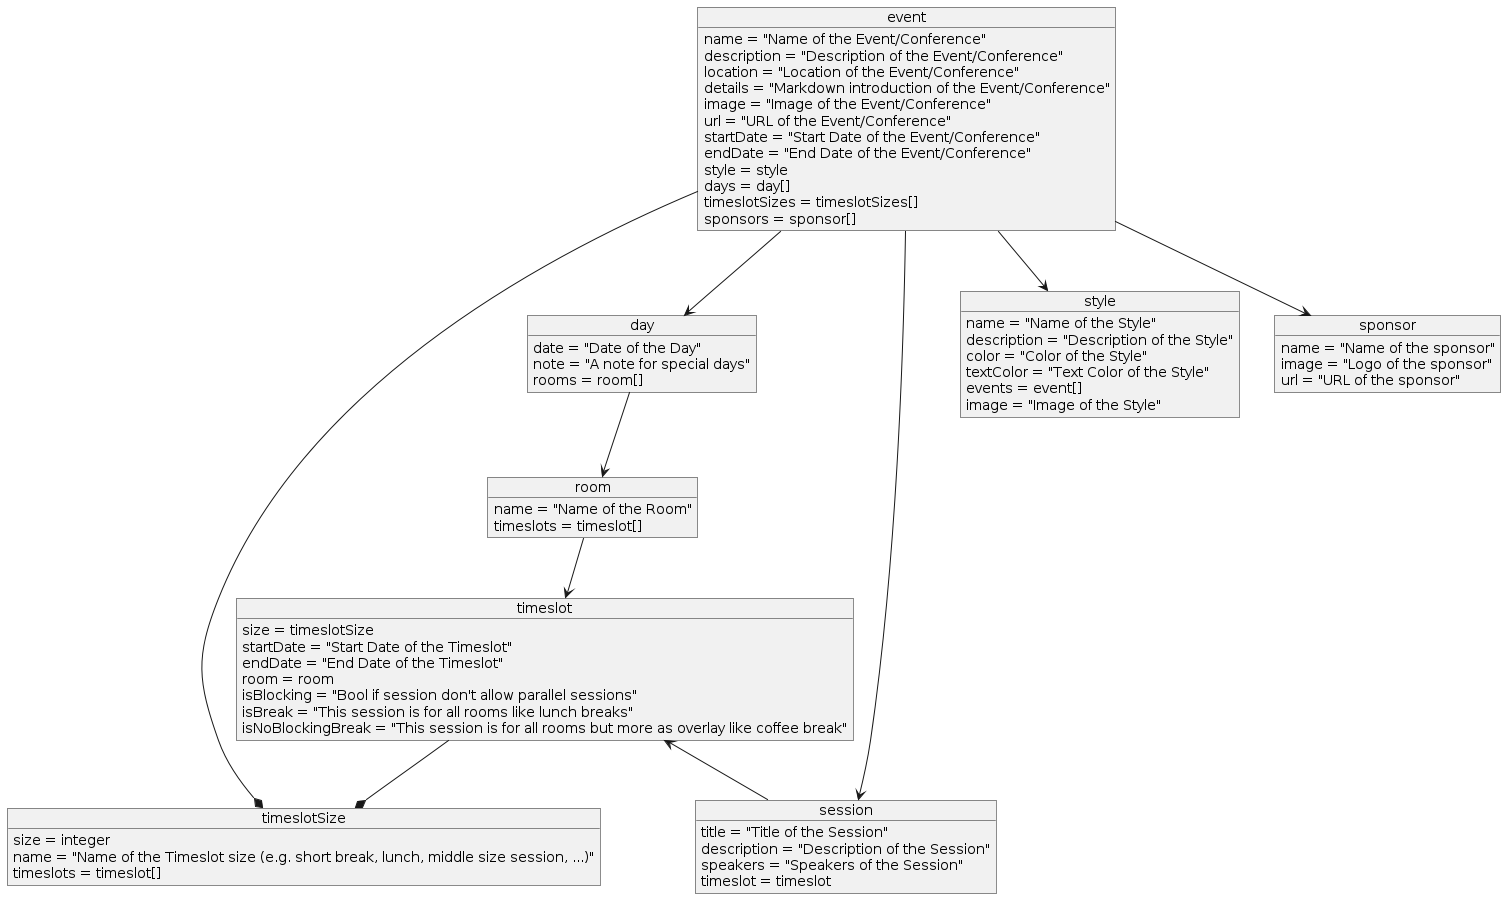 event
name = "Name of the Event/Conference"
description = "Description of the Event/Conference"
location = "Location of the Event/Conference"
details = "Markdown introduction of the Event/Conference"
image = "Image of the Event/Conference"
url = "URL of the Event/Conference"
startDate = "Start Date of the Event/Conference"
endDate = "End Date of the Event/Conference"
style = style
days = day[]
timeslotSizes = timeslotSizes[]
sponsors = sponsor[]
day
date = "Date of the Day"
note = "A note for special days"
rooms = room[]
style
name = "Name of the Style"
description = "Description of the Style"
color = "Color of the Style"
textColor = "Text Color of the Style"
events = event[]
image = "Image of the Style"
sponsor
name = "Name of the sponsor"
image = "Logo of the sponsor"
url = "URL of the sponsor"
room
name = "Name of the Room"
timeslots = timeslot[]
timeslot
size = timeslotSize
startDate = "Start Date of the Timeslot"
endDate = "End Date of the Timeslot"
room = room
isBlocking = "Bool if session don't allow parallel sessions"
isBreak = "This session is for all rooms like lunch breaks"
isNoBlockingBreak = "This session is for all rooms but more as overlay like coffee break"
timeslotSize
size = integer
name = "Name of the Timeslot size (e.g. short break, lunch, middle size session, ...)"
timeslots = timeslot[]
session
title = "Title of the Session"
description = "Description of the Session"
speakers = "Speakers of the Session"
timeslot = timeslot